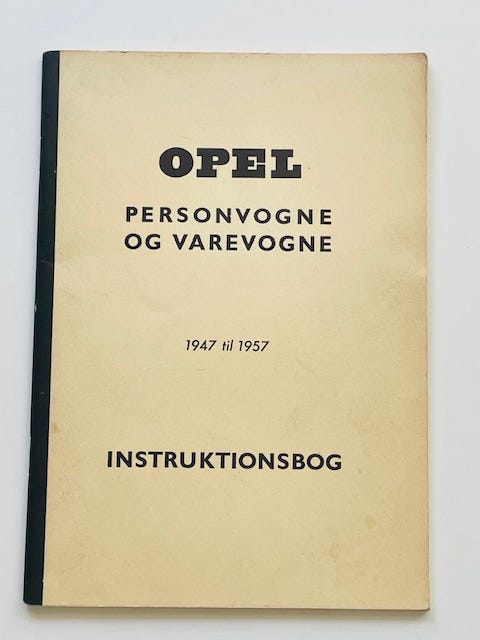 OPEL
PERSONVOGNE
OG VAREVOGNE
1947 til 1957
INSTRUKTIONSBOG